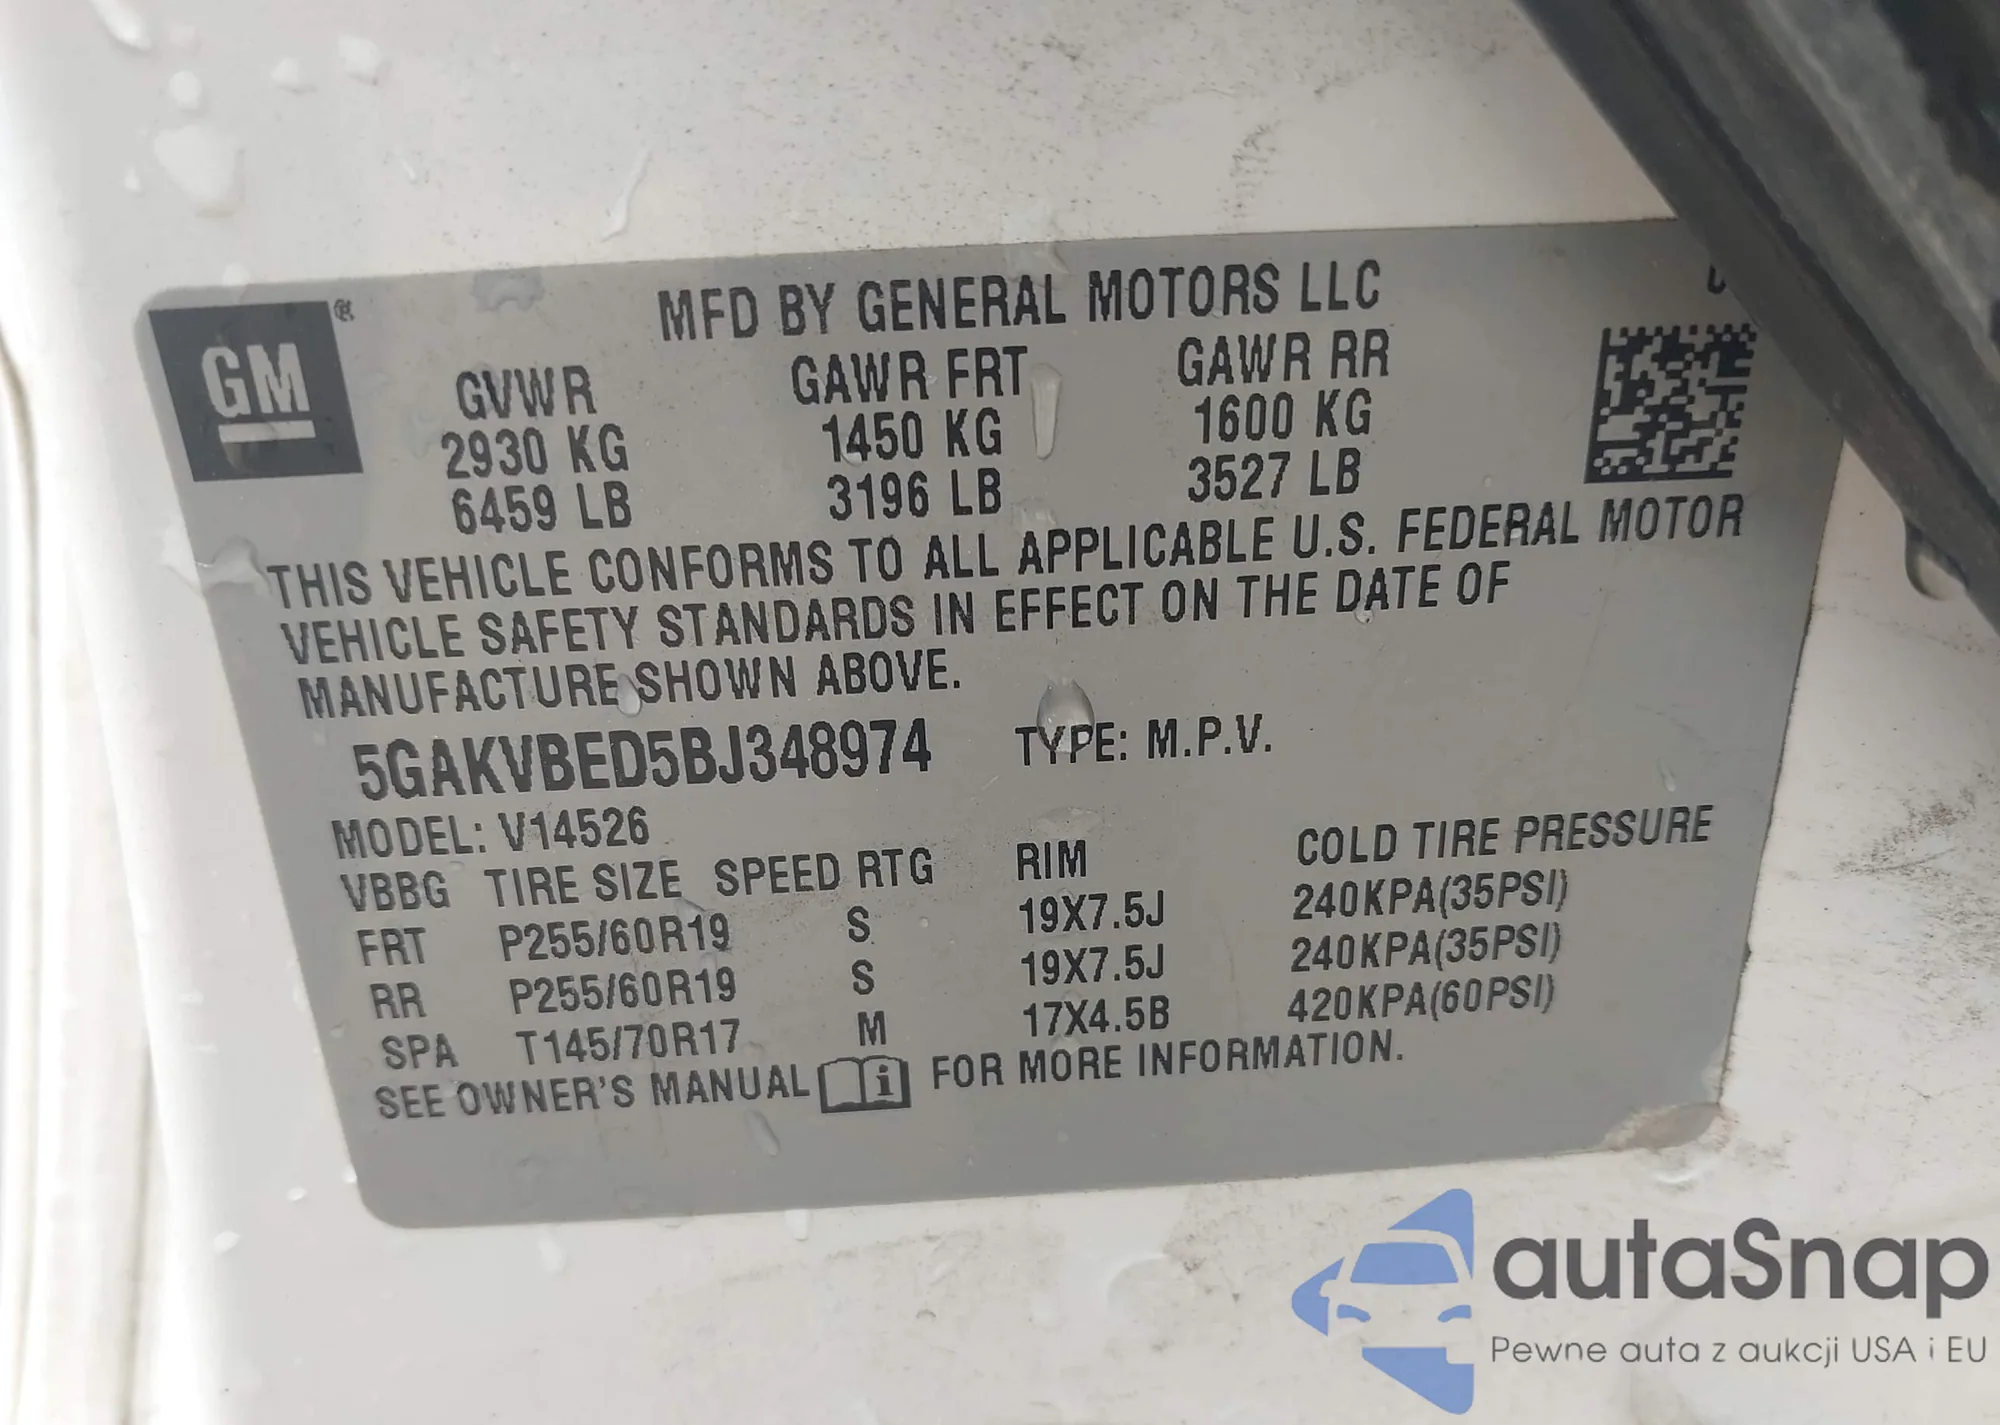 GM ®
MFD BY GENERAL MOTORS LLC
GVWR GAWR FRT GAWR RR
2930 KG 1450 KG 1600 KG
6459 LB 3196 LB 3527 LB
THIS VEHICLE CONFORMS TO ALL APPLICABLE U.S. FEDERAL MOTOR
VEHICLE SAFETY STANDARDS IN EFFECT ON THE DATE OF
MANUFACTURE SHOWN ABOVE.
5GAKVBED5BJ348974 TYPE: M.P.V.
MODEL: V14526
VBBG TIRE SIZE SPEED RTG RIM COLD TIRE PRESSURE
FRT P255/60R19 S 19X7.5J 240KPA(35PSI)
RR P255/60R19 S 19X7.5J 240KPA(35PSI)
SPA T145/70R17 M 17X4.5B 420KPA(60PSI)
SEE OWNER'S MANUAL i FOR MORE INFORMATION.
autaSnap
Pewne auta z aukcji USA i EU